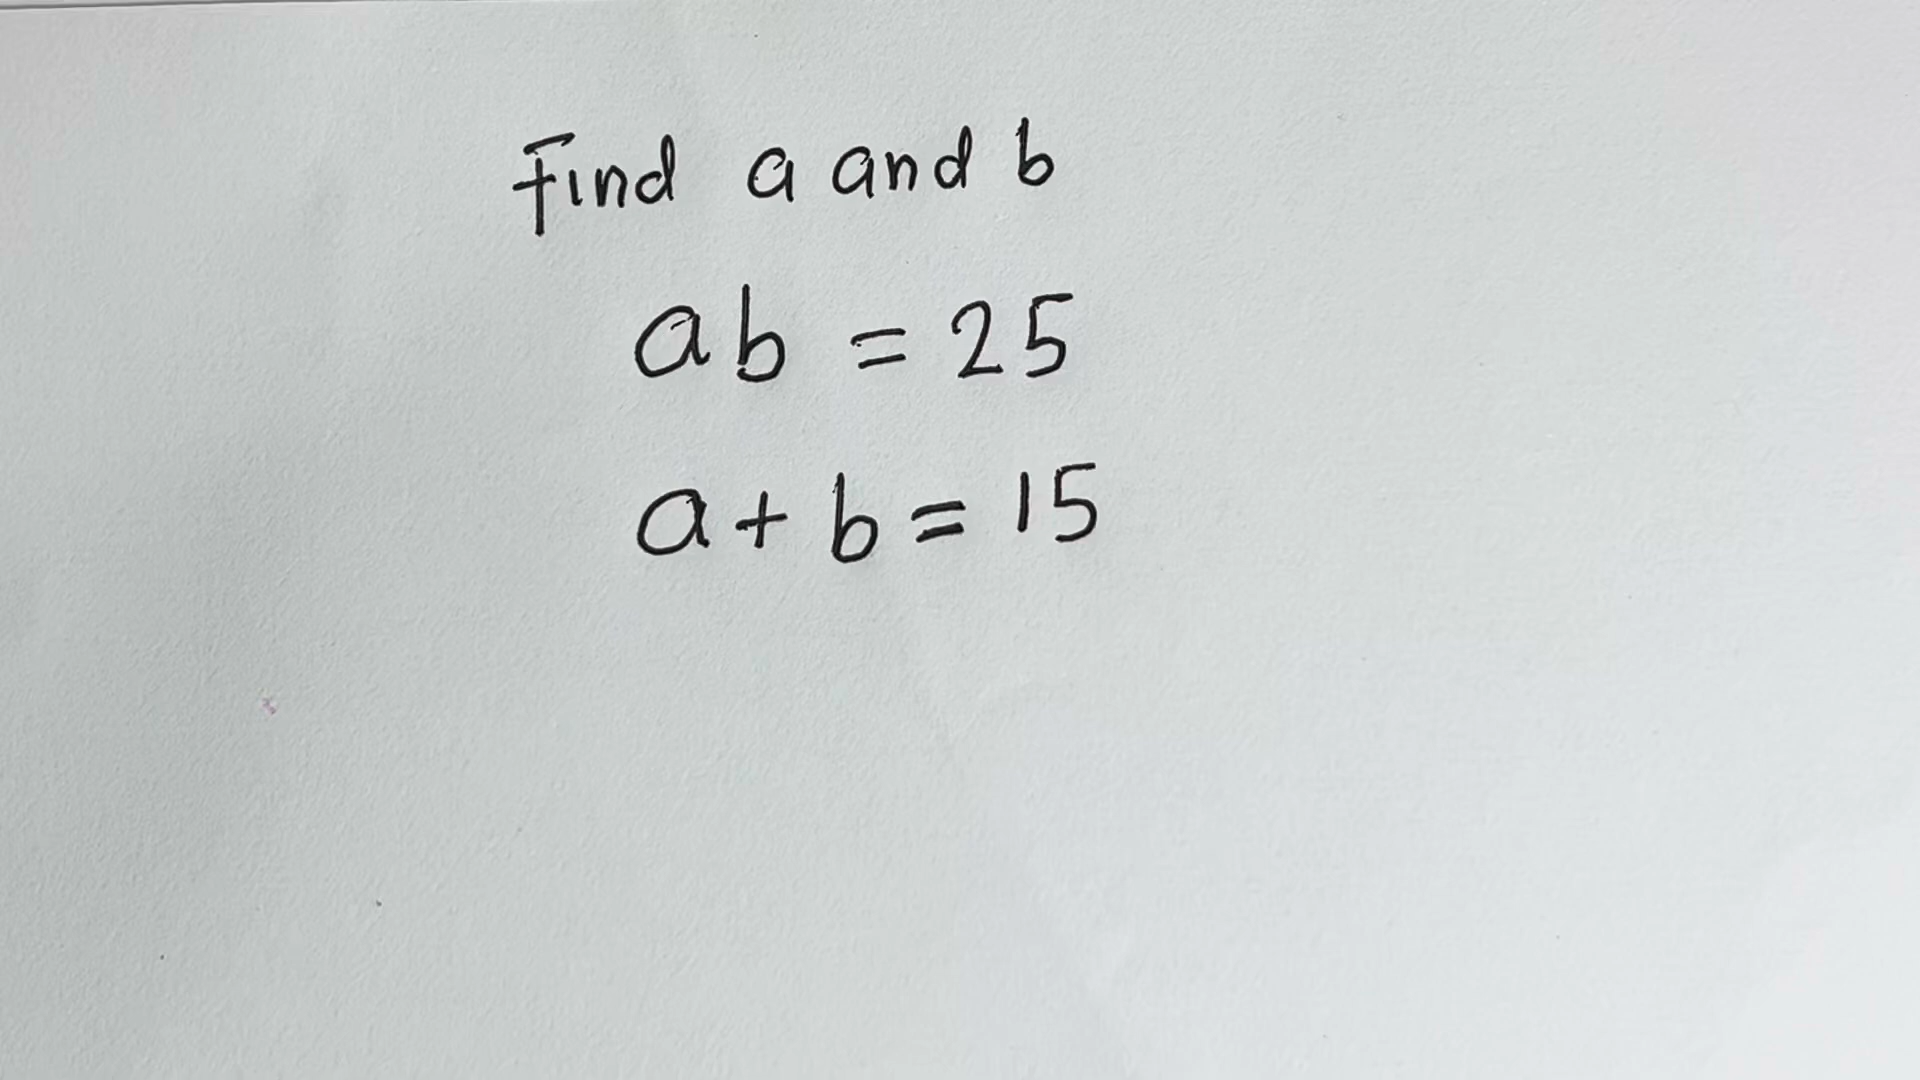 Find a and b
ab = 25
a + b = 15